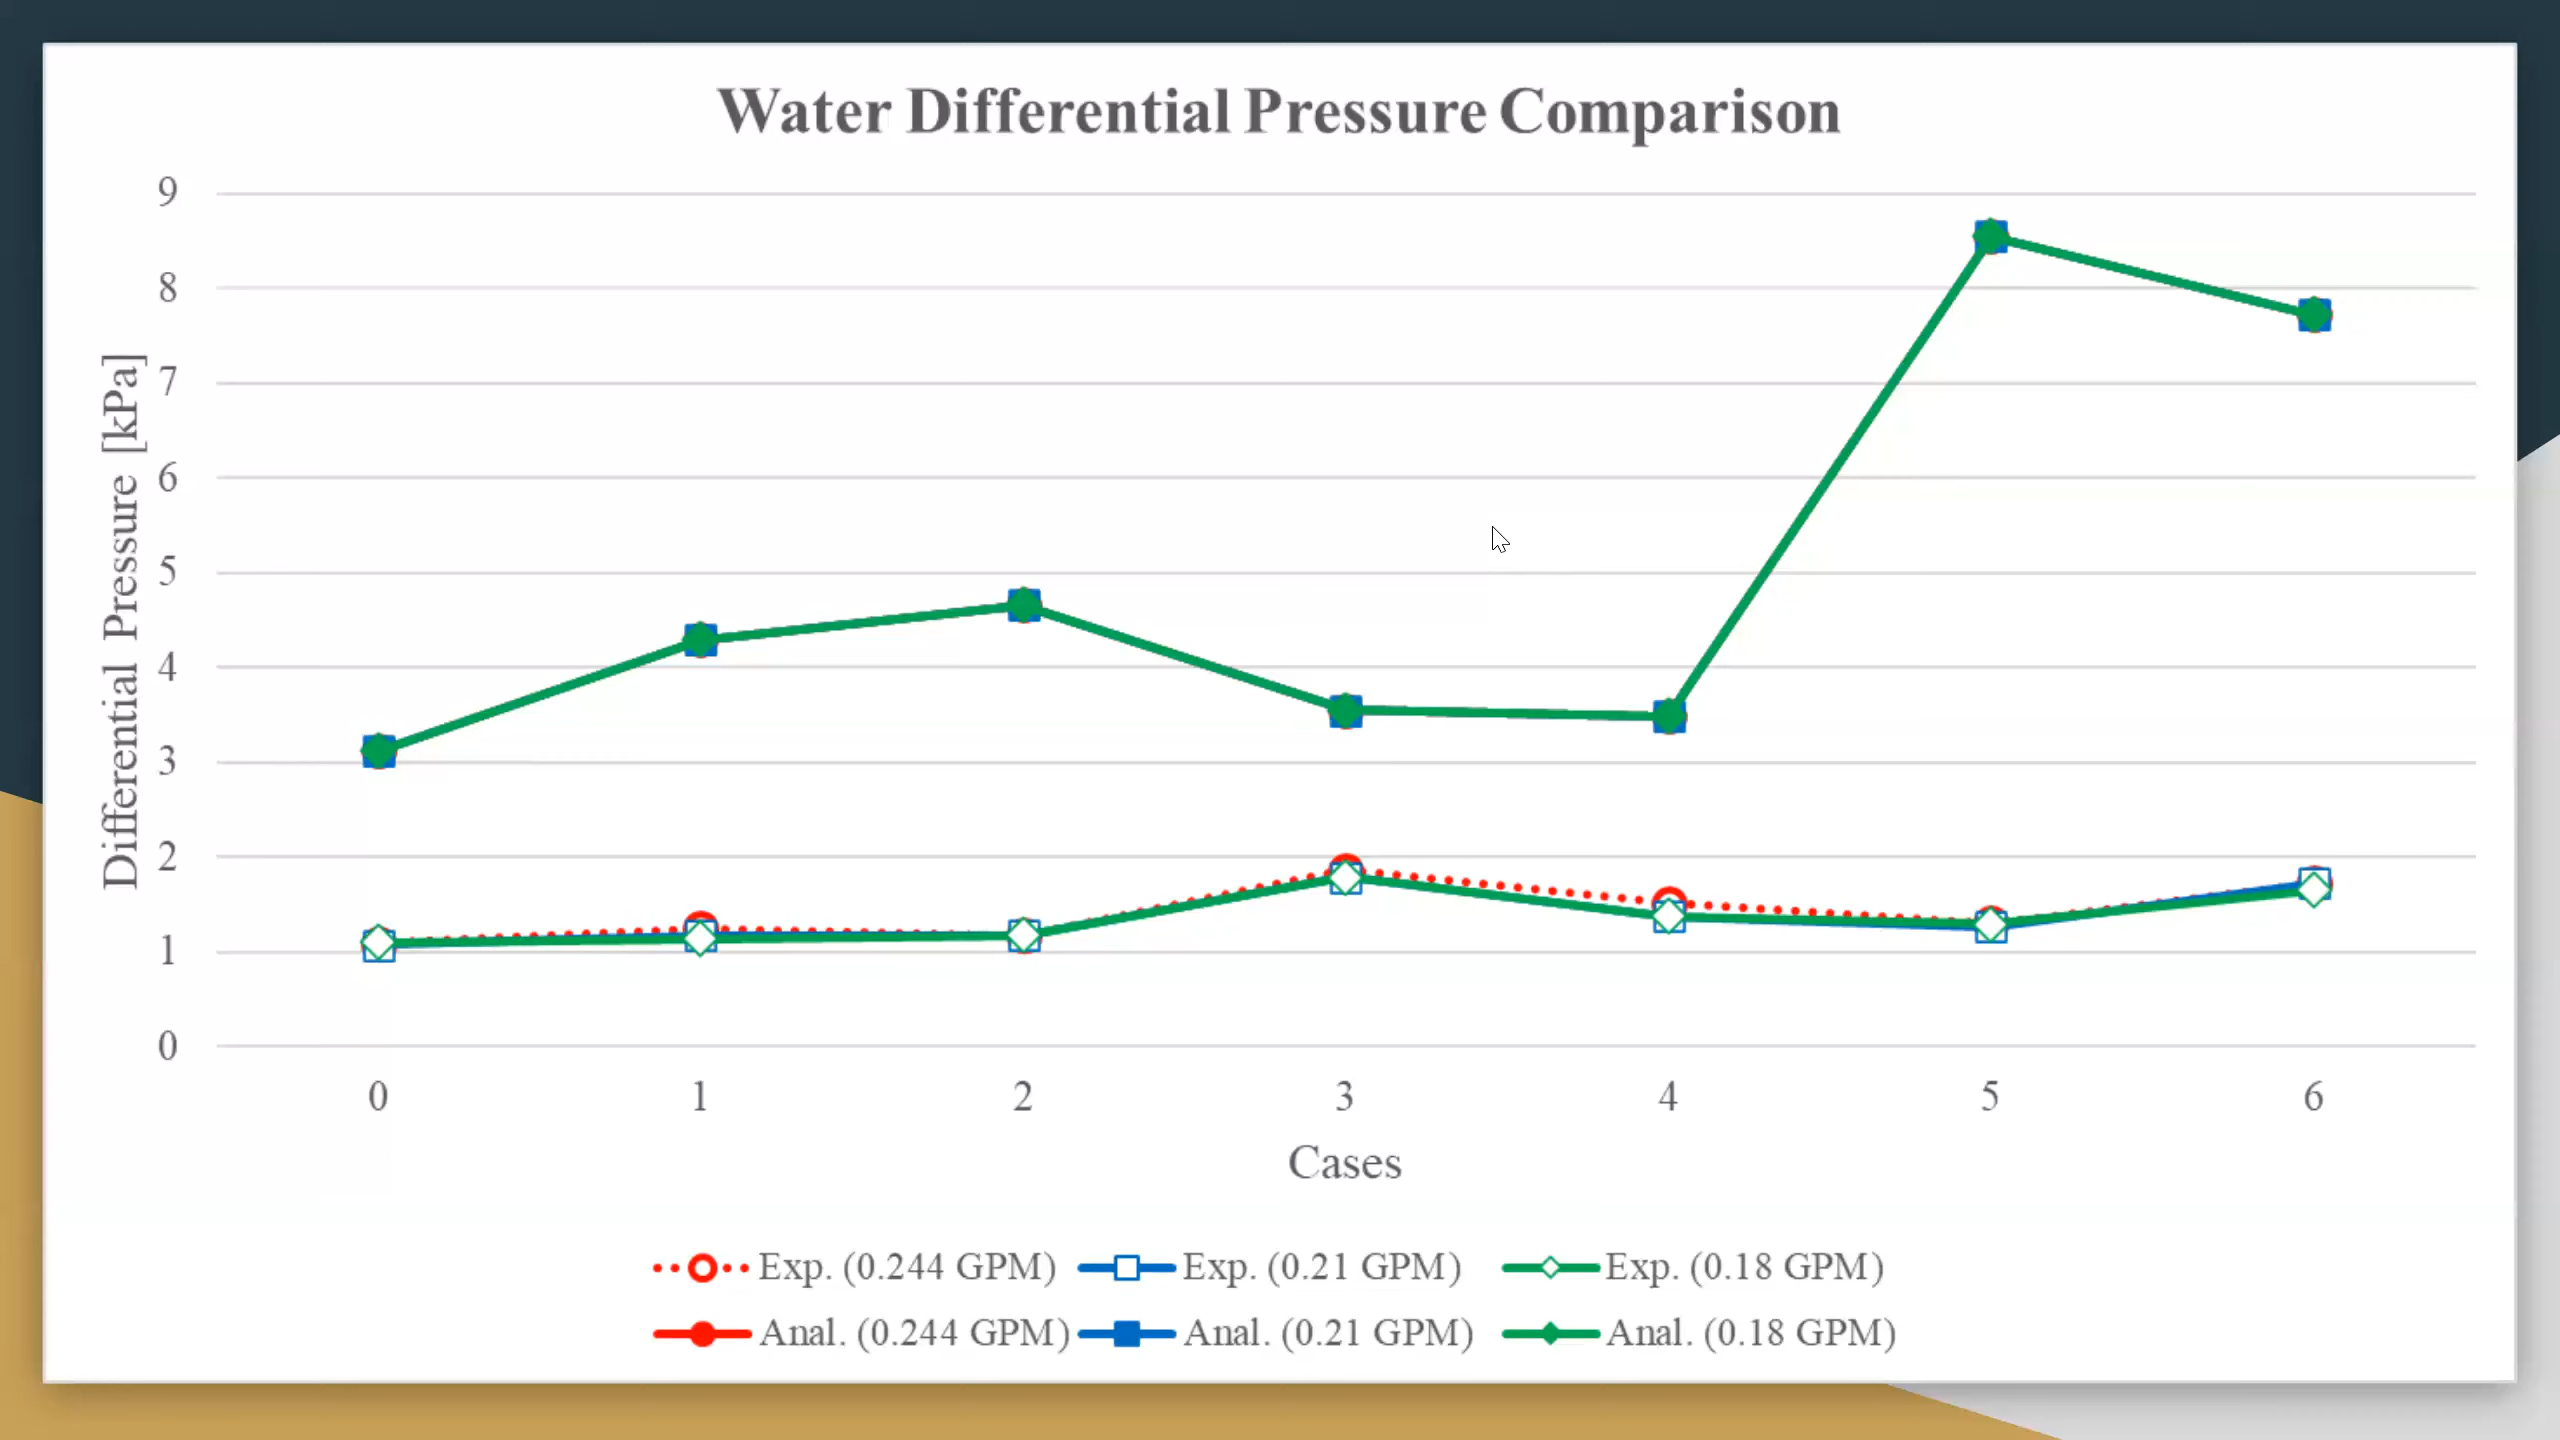 Water Differential Pressure Comparison
9
8
7
6
5
4
3
2
1
0
Differential Pressure [kPa]
0 1 2 3 4 5 6
Cases
Exp. (0.244 GPM) Exp. (0.21 GPM) Exp. (0.18 GPM)
Anal. (0.244 GPM) Anal. (0.21 GPM) Anal. (0.18 GPM)